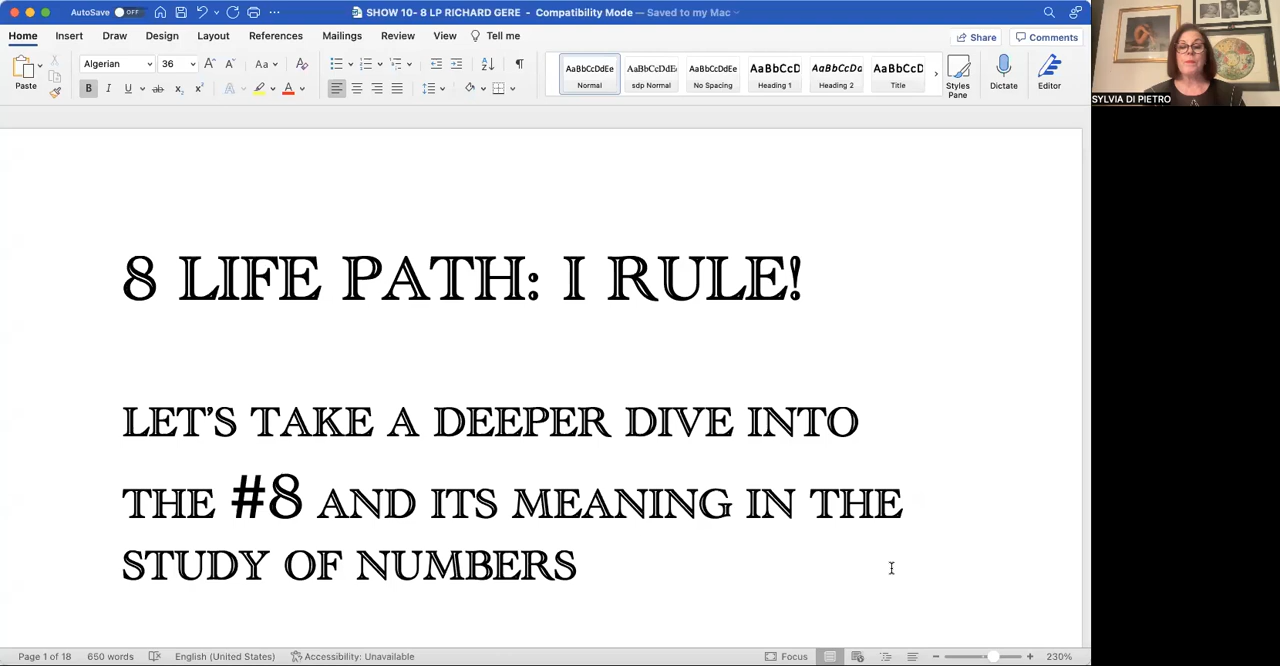 AutoSave OFF SHOW 10- 8 LP RICHARD GERE - Compatibility Mode — Saved to my Mac
Home Insert Draw Design Layout References Mailings Review View Tell me Share Comments
Paste Algerian 36 A A Aa A
B I U ab x₂ x² A A
AaBbCcDdEe AaBbCcDdEe AaBbCcDdEe AaBbCcD AaBbCcDd AaBbCcD
Normal sdp Normal No Spacing Heading 1 Heading 2 Title
Styles Pane Dictate Editor
SYLVIA DI PIETRO
8 LIFE PATH: I RULE!
LET'S TAKE A DEEPER DIVE INTO
THE #8 AND ITS MEANING IN THE
STUDY OF NUMBERS
Page 1 of 18 650 words English (United States) Accessibility: Unavailable Focus 230%